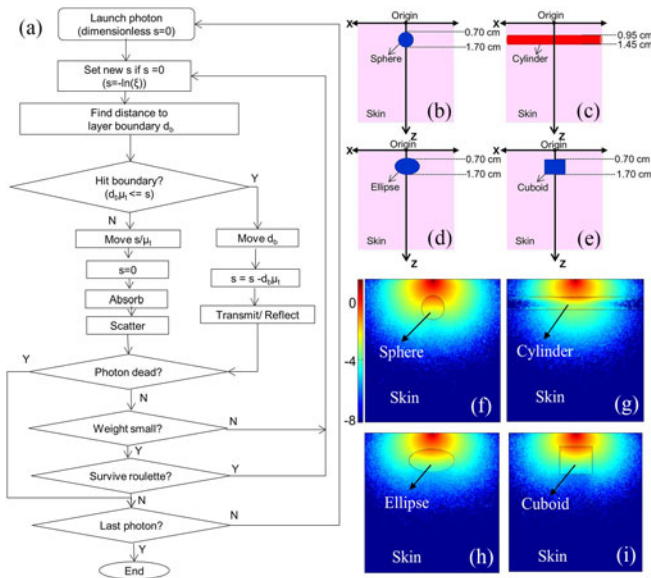 (a)
Launch photon
(dimensionless s=0)
Set new s if s =0
(s=-ln(ξ))
Find distance to
layer boundary db
Hit boundary?
(dbμt <= s)
Y
N
Move s/μt
Move db
s=0
s = s -dbμt
Absorb
Transmit/ Reflect
Scatter
Y
Photon dead?
N
Weight small?
N
Y
Survive roulette?
Y
N
Last photon?
N
Y
End
Origin
X
0.70 cm
1.70 cm
Sphere
(b)
Skin
Z
Origin
X
0.95 cm
1.45 cm
Cylinder
(c)
Skin
Z
Origin
X
0.70 cm
1.70 cm
Ellipse
(d)
Skin
Z
Origin
X
0.70 cm
1.70 cm
Cuboid
(e)
Skin
Z
0
-4
-8
Sphere
Skin
(f)
Cylinder
Skin
(g)
Ellipse
Skin
(h)
Cuboid
Skin
(i)